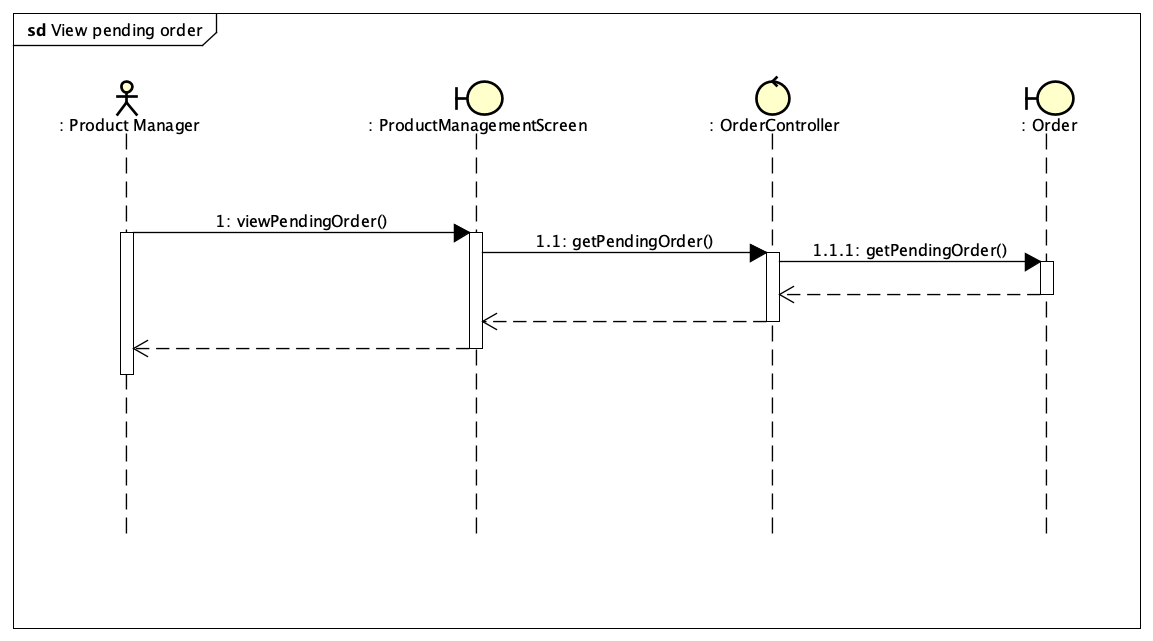 sd View pending order
: Product Manager
: ProductManagementScreen
: OrderController
: Order
1: viewPendingOrder()
1.1: getPendingOrder()
1.1.1: getPendingOrder()